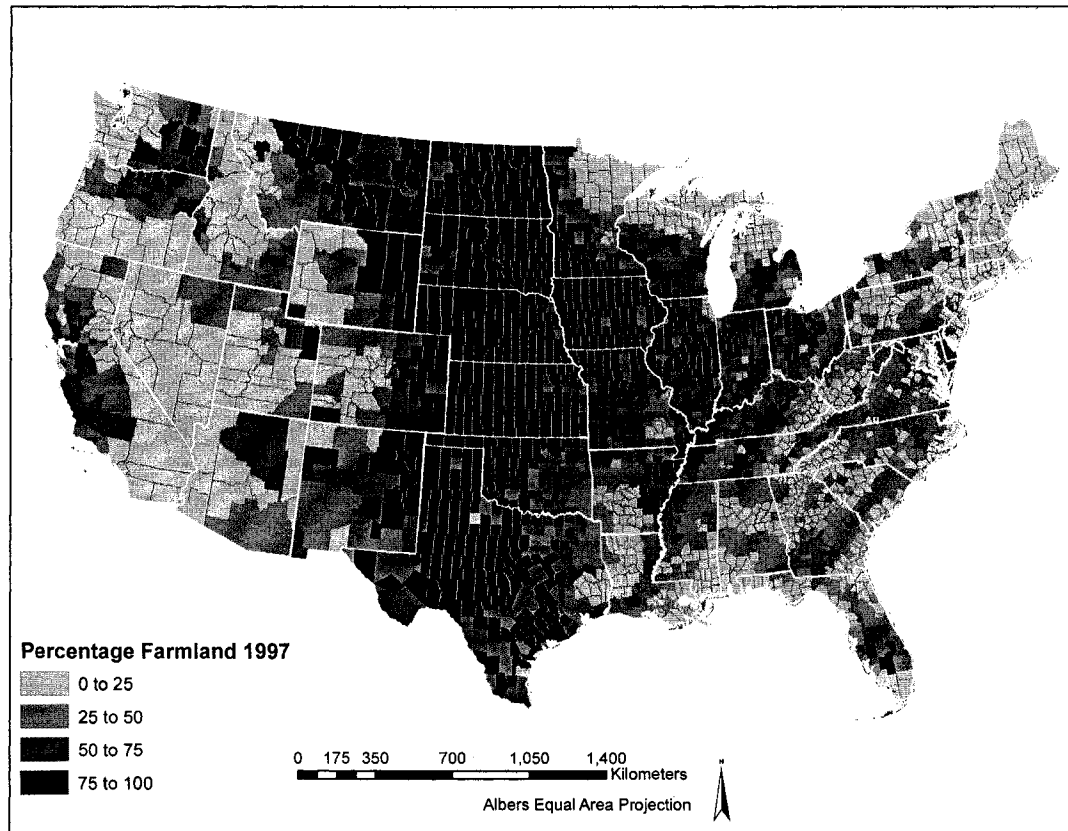 Percentage Farmland 1997
0 to 25
25 to 50
50 to 75
75 to 100
0 175 350 700 1,050 1,400
Kilometers
Albers Equal Area Projection
N